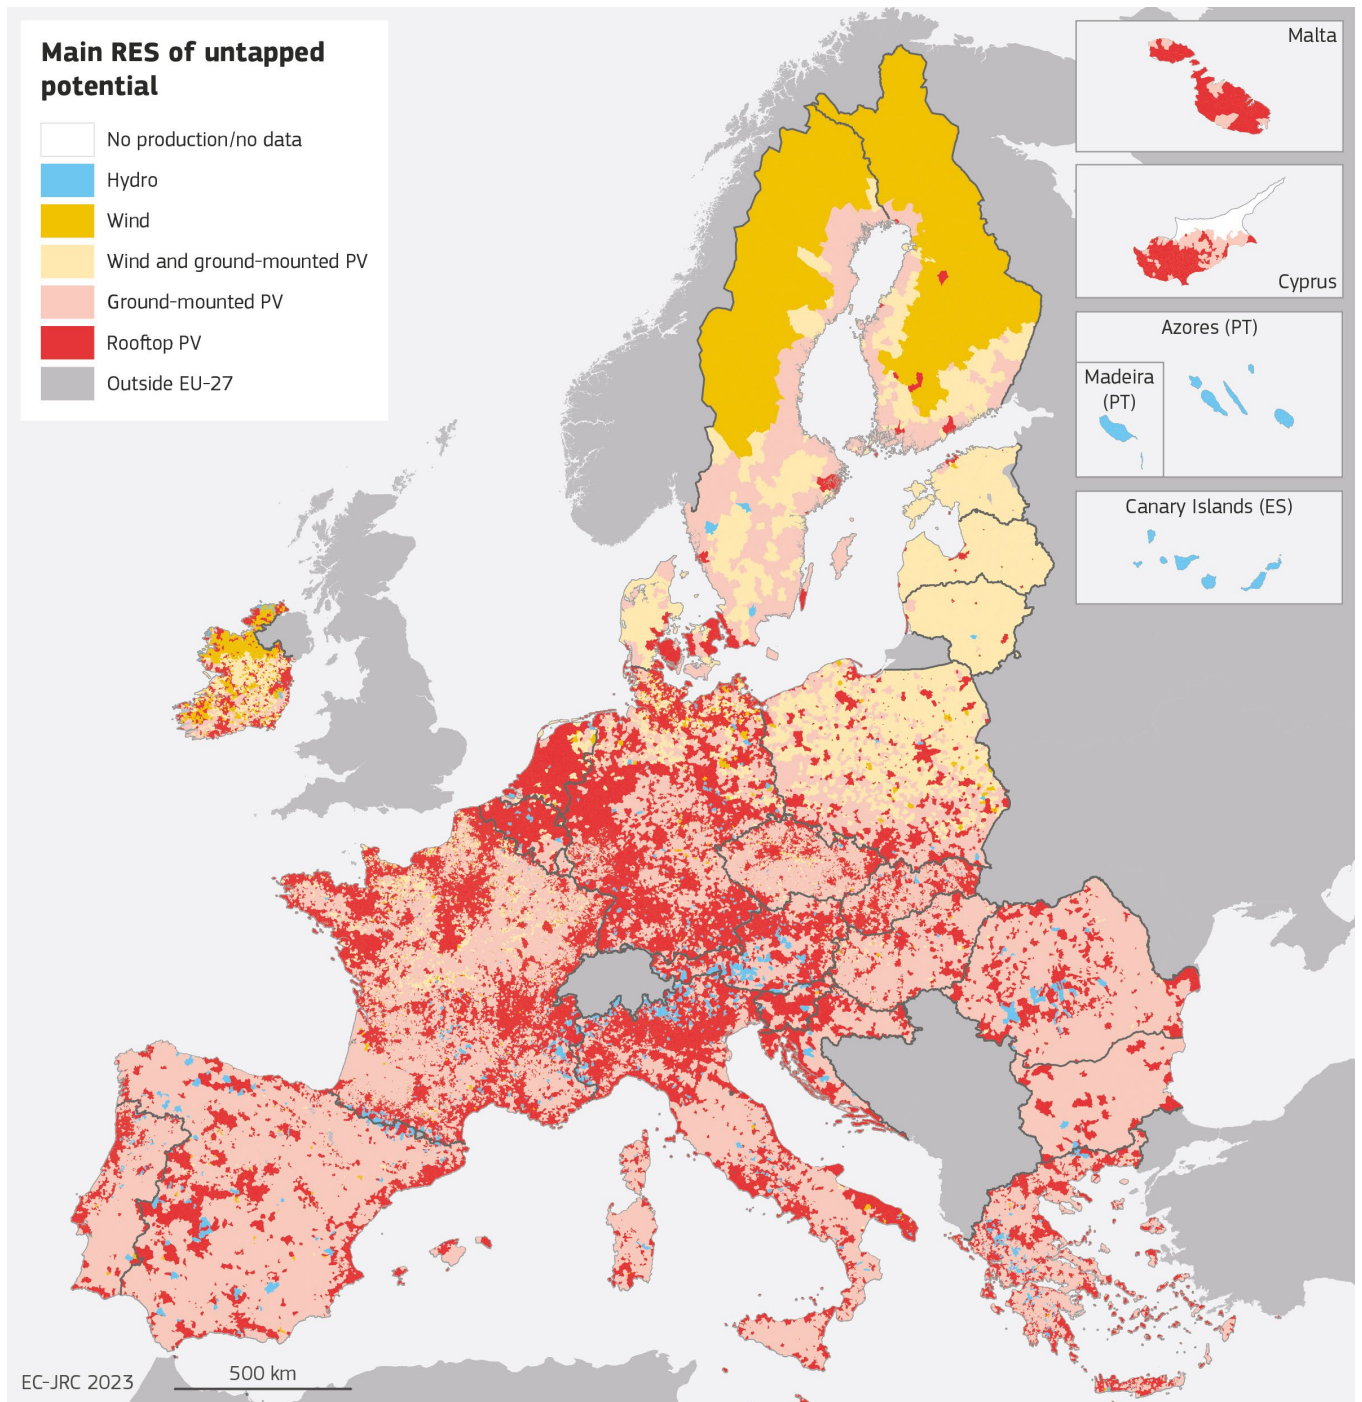 Main RES of untapped
potential
No production/no data
Hydro
Wind
Wind and ground-mounted PV
Ground-mounted PV
Rooftop PV
Outside EU-27
Malta
Cyprus
Azores (PT)
Madeira
(PT)
Canary Islands (ES)
EC-JRC 2023
500 km